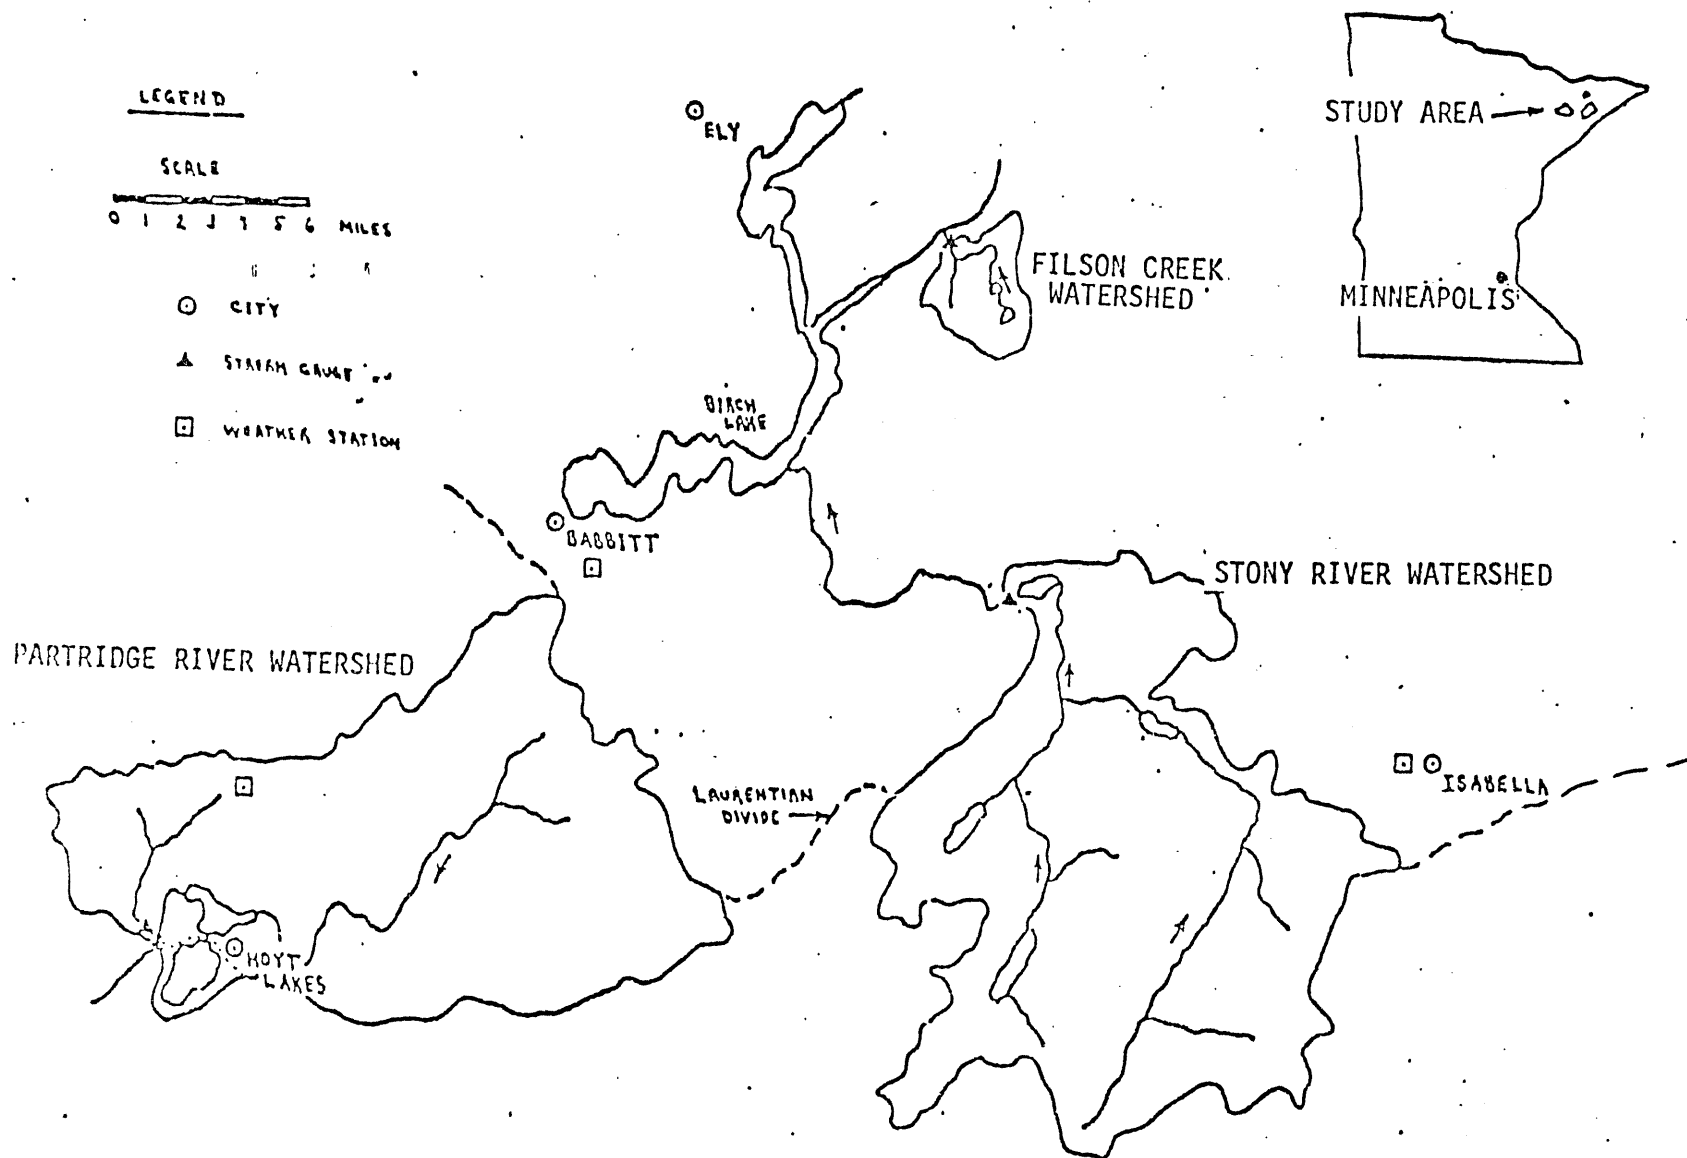 LEGEND
SCALE
0 1 2 3 4 5 6 MILES
CITY
STREAM GAUGE
WEATHER STATION
ELY
FILSON CREEK
WATERSHED
STUDY AREA
MINNEAPOLIS
BIRCH
LAKE
BABBITT
STONY RIVER WATERSHED
PARTRIDGE RIVER WATERSHED
LAURENTIAN
DIVIDE
ISABELLA
HOYT
LAKES